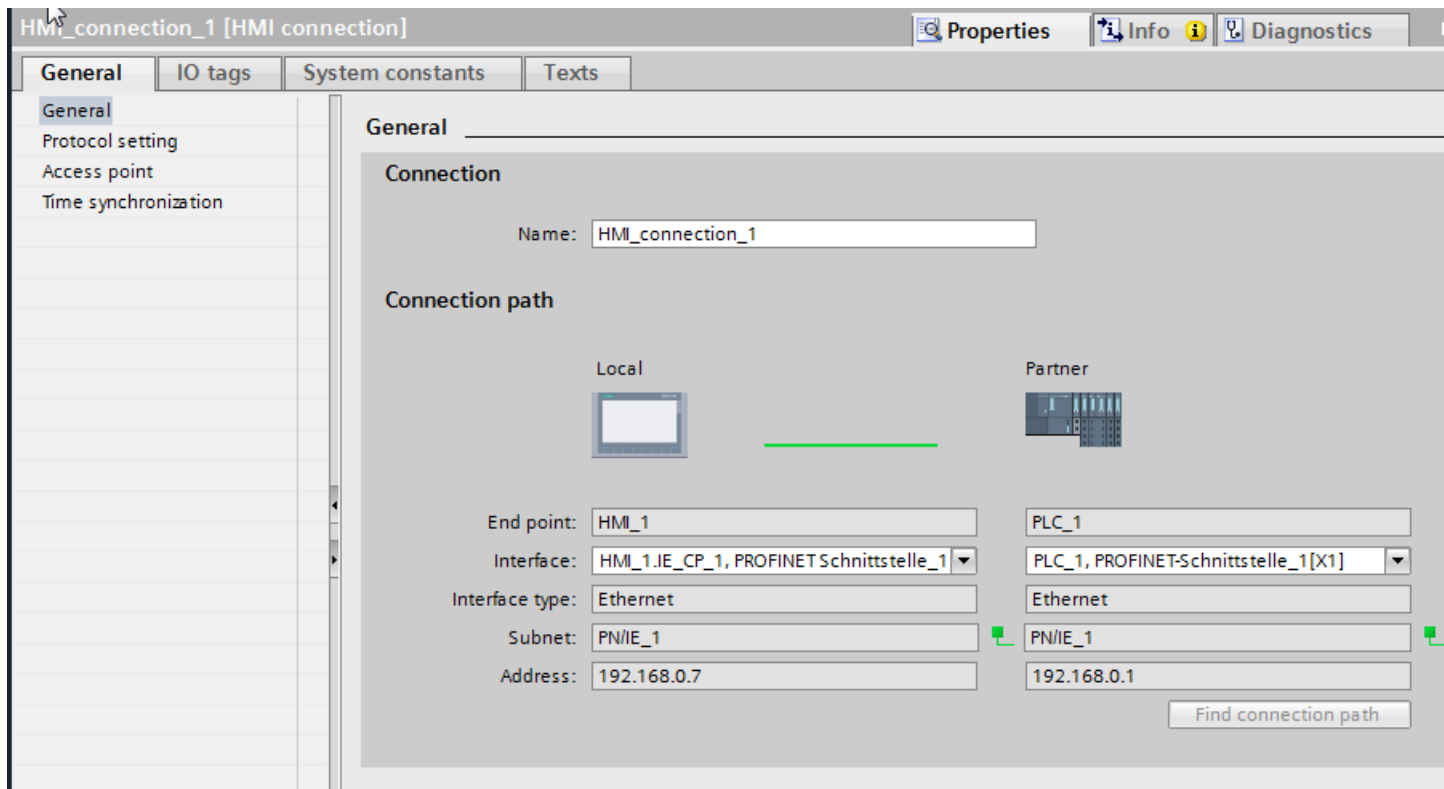 HMI_connection_1 [HMI connection]
Properties
Info
Diagnostics
General
IO tags
System constants
Texts
General
Protocol setting
Access point
Time synchronization
General
Connection
Name: HMI_connection_1
Connection path
Local Partner
End point: HMI_1 PLC_1
Interface: HMI_1.IE_CP_1, PROFINET Schnittstelle_1 PLC_1, PROFINET-Schnittstelle_1[X1]
Interface type: Ethernet Ethernet
Subnet: PN/IE_1 PN/IE_1
Address: 192.168.0.7 192.168.0.1
Find connection path